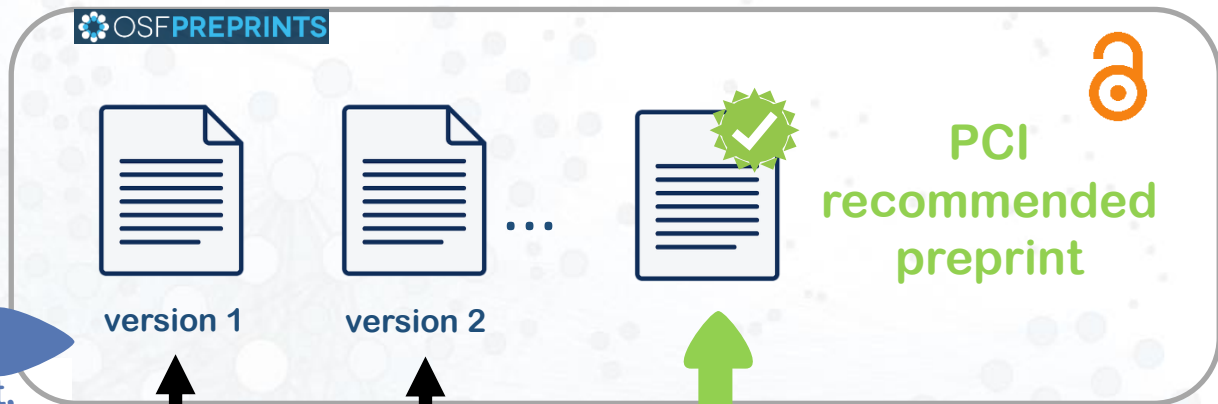 OSFPREPRINTS
PCI
recommended
preprint
...
version 1
version 2
t.